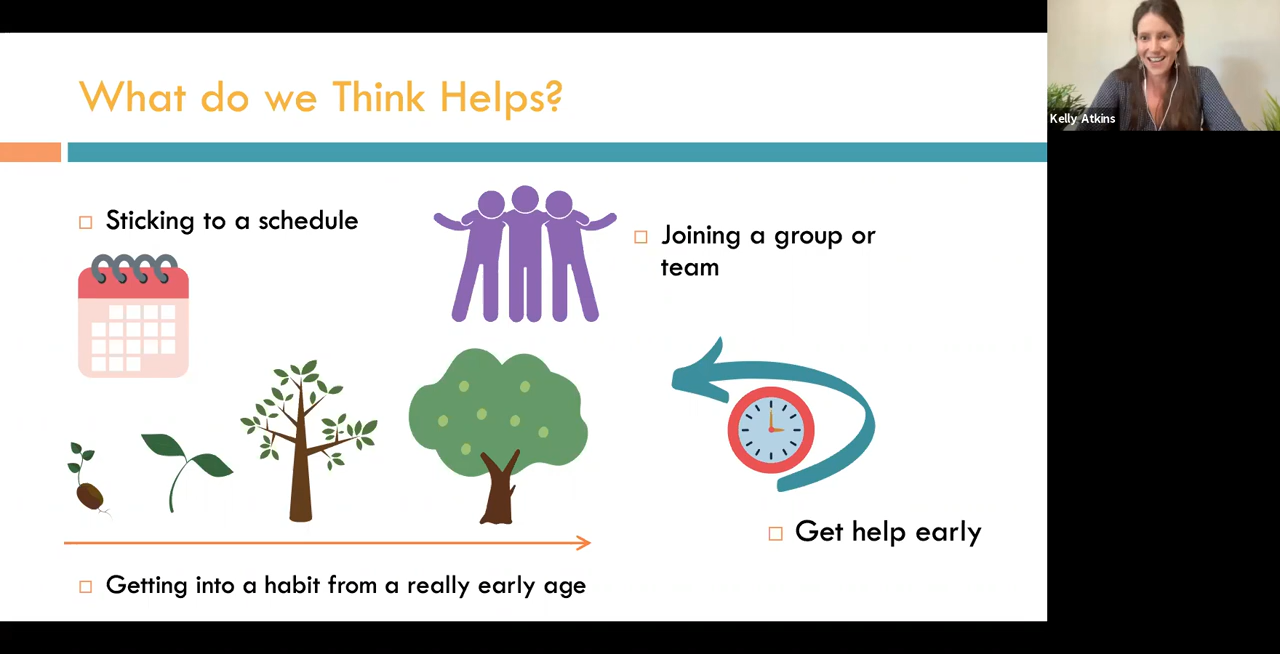 What do we Think Helps?
Kelly Atkins
Sticking to a schedule
Joining a group or
team
Get help early
Getting into a habit from a really early age